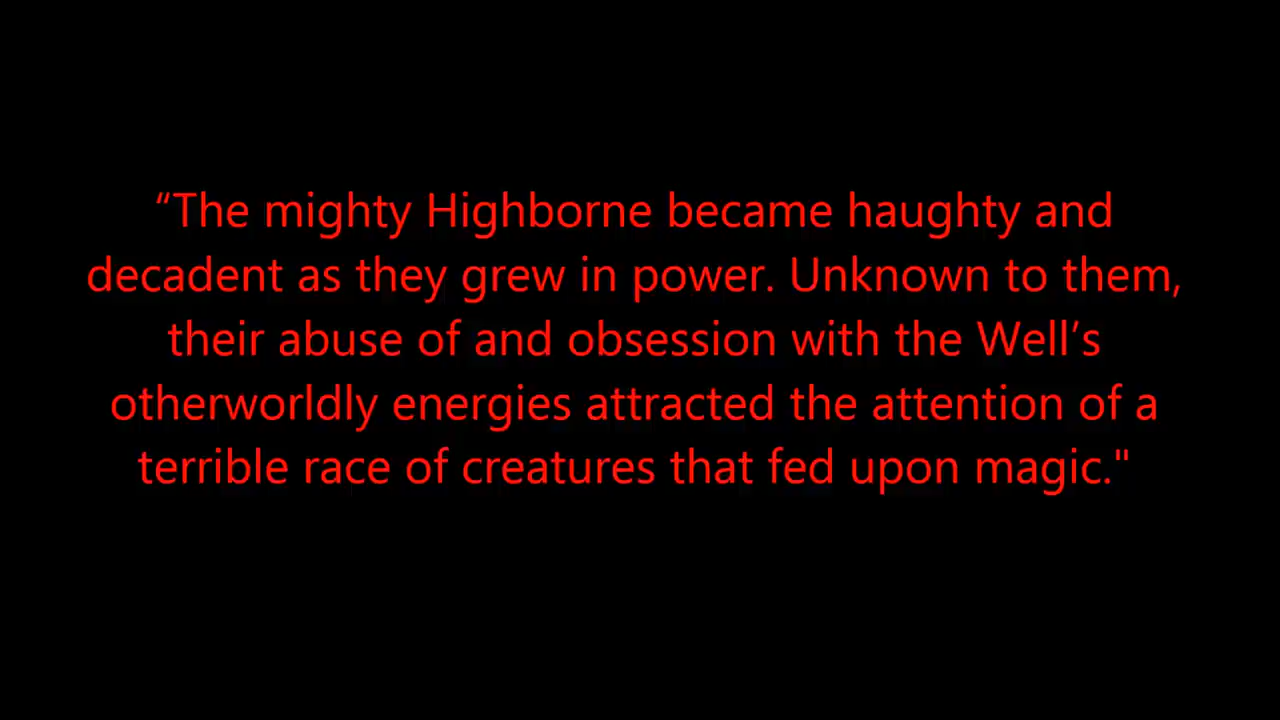 “The mighty Highborne became haughty and
decadent as they grew in power. Unknown to them,
their abuse of and obsession with the Well’s
otherworldly energies attracted the attention of a
terrible race of creatures that fed upon magic."